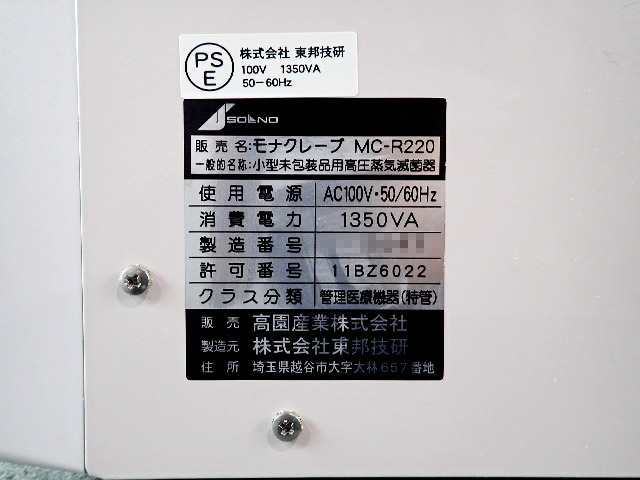 PS
E
株式会社 東邦技研
100V 1350VA
50-60Hz
SOLNO
販売名:モナクレーブ MC-R220
一般的名称:小型未包装品用高圧蒸気滅菌器
使用電源 AC100V・50/60Hz
消費電力 1350VA
製造番号
許可番号 11BZ6022
クラス分類 管理医療機器(特管)
販売 高園産業株式会社
製造元 株式会社東邦技研
住所 埼玉県越谷市大字大林657番地